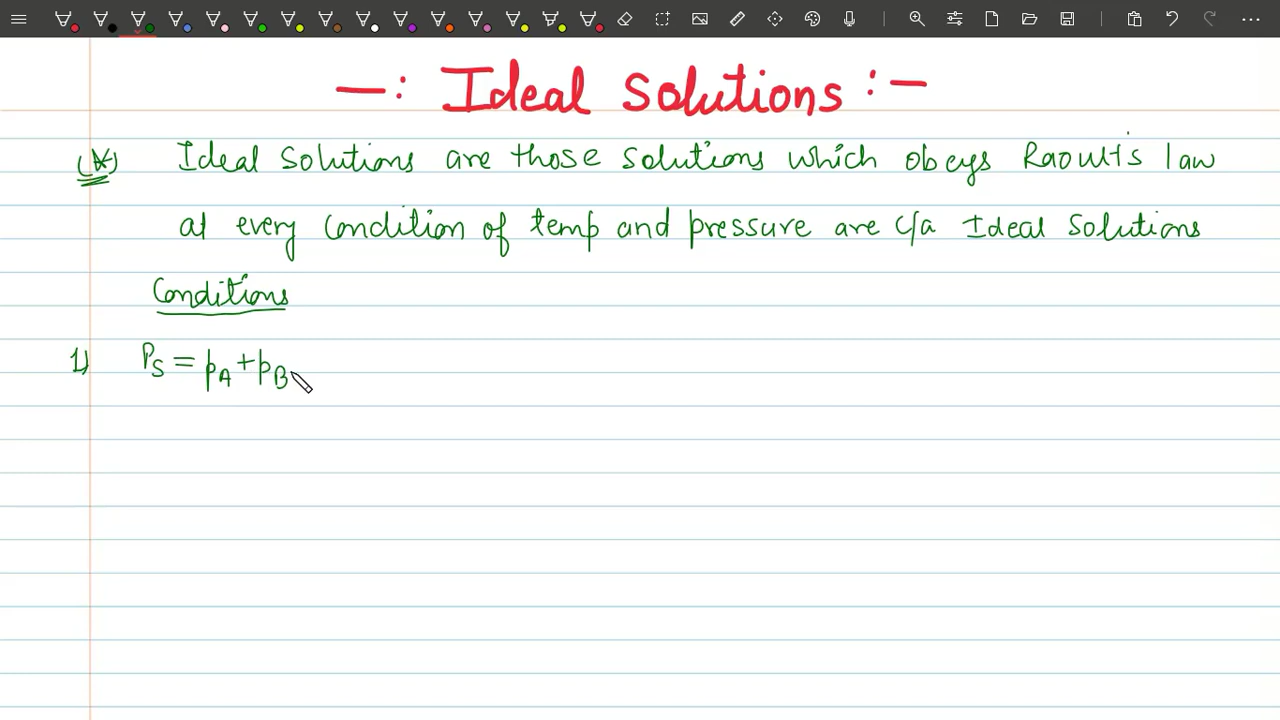 —: Ideal Solutions :—
(*) Ideal Solutions are those solutions which obeys Raoult's law
at every condition of temp and pressure are c/a Ideal Solutions
Conditions
1) Ps = pA + pB